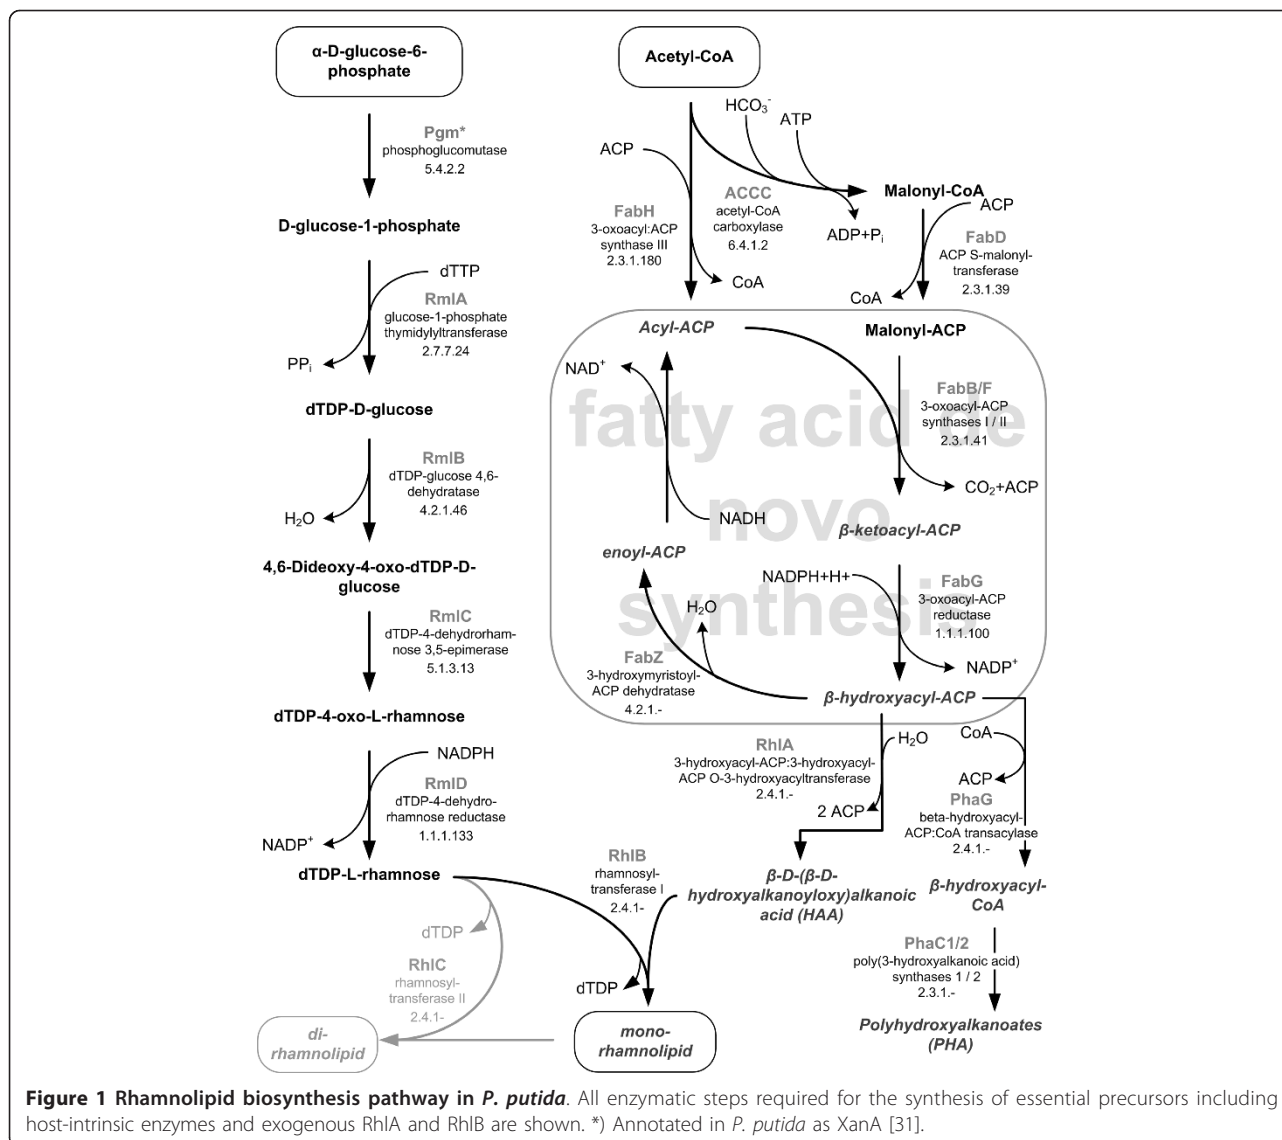 α-D-glucose-6-
phosphate
Pgm*
phosphoglucomutase
5.4.2.2
D-glucose-1-phosphate
dTTP
RmlA
glucose-1-phosphate
thymidylyltransferase
2.7.7.24
PPi
dTDP-D-glucose
RmlB
dTDP-glucose 4,6-
dehydratase
4.2.1.46
H2O
4,6-Dideoxy-4-oxo-dTDP-D-
glucose
RmlC
dTDP-4-dehydrorham-
nose 3,5-epimerase
5.1.3.13
dTDP-4-oxo-L-rhamnose
NADPH
RmlD
dTDP-4-dehydro-
rhamnose reductase
1.1.1.133
NADP+
dTDP-L-rhamnose
dTDP
RhlC
rhamnosyl-
transferase II
2.4.1-
di-
rhamnolipid
Acetyl-CoA
HCO3-
ATP
ACP
ACCC
acetyl-CoA
carboxylase
6.4.1.2
Malonyl-CoA
ADP+Pi
FabH
3-oxoacyl:ACP
synthase III
2.3.1.180
CoA
ACP
FabD
ACP S-malonyl-
transferase
2.3.1.39
CoA
fatty acid de
novo
synthesis
Acyl-ACP
Malonyl-ACP
NAD+
FabB/F
3-oxoacyl-ACP
synthases I / II
2.3.1.41
CO2+ACP
NADH
β-ketoacyl-ACP
enoyl-ACP
NADPH+H+
FabG
3-oxoacyl-ACP
reductase
1.1.1.100
NADP+
H2O
FabZ
3-hydroxymyristoyl-
ACP dehydratase
4.2.1.-
β-hydroxyacyl-ACP
RhlA
3-hydroxyacyl-ACP:3-hydroxyacyl-
ACP O-3-hydroxyacyltransferase
2.4.1.-
H2O
2 ACP
CoA
ACP
PhaG
beta-hydroxyacyl-
ACP:CoA transacylase
2.4.1.-
RhlB
rhamnosyl-
transferase I
2.4.1-
β-D-(β-D-
hydroxyalkanoyloxy)alkanoic
acid (HAA)
β-hydroxyacyl-
CoA
PhaC1/2
poly(3-hydroxyalkanoic acid)
synthases 1 / 2
2.3.1.-
dTDP
mono-
rhamnolipid
Polyhydroxyalkanoates
(PHA)
Figure 1 Rhamnolipid biosynthesis pathway in P. putida. All enzymatic steps required for the synthesis of essential precursors including
host-intrinsic enzymes and exogenous RhlA and RhlB are shown. *) Annotated in P. putida as XanA [31].